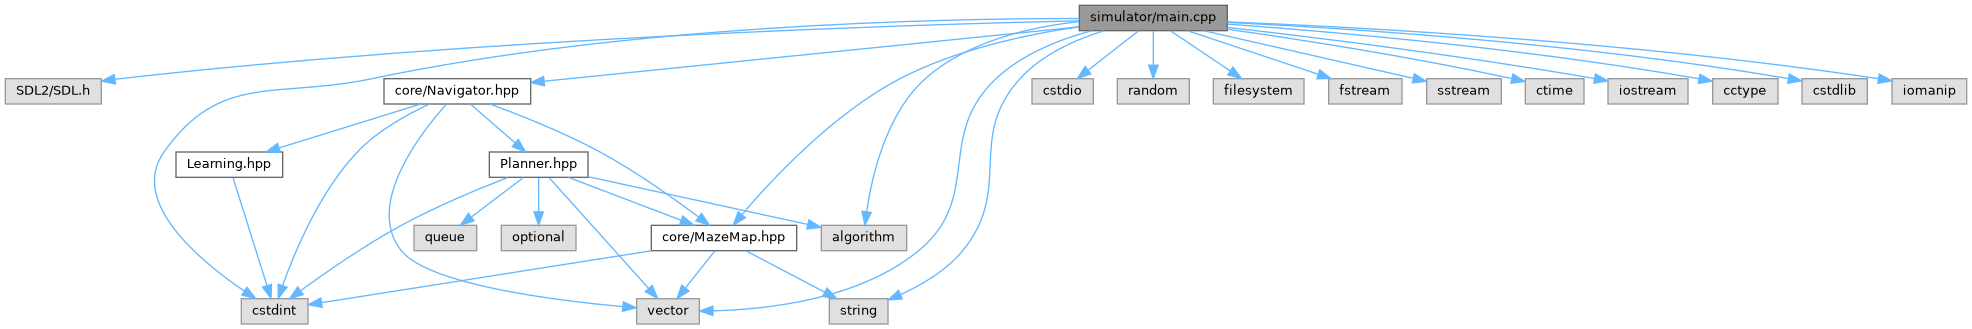 simulator/main.cpp
SDL2/SDL.h
core/Navigator.hpp
cstdio
random
filesystem
fstream
sstream
ctime
iostream
cctype
cstdlib
iomanip
Learning.hpp
Planner.hpp
queue
optional
core/MazeMap.hpp
algorithm
cstdint
vector
string